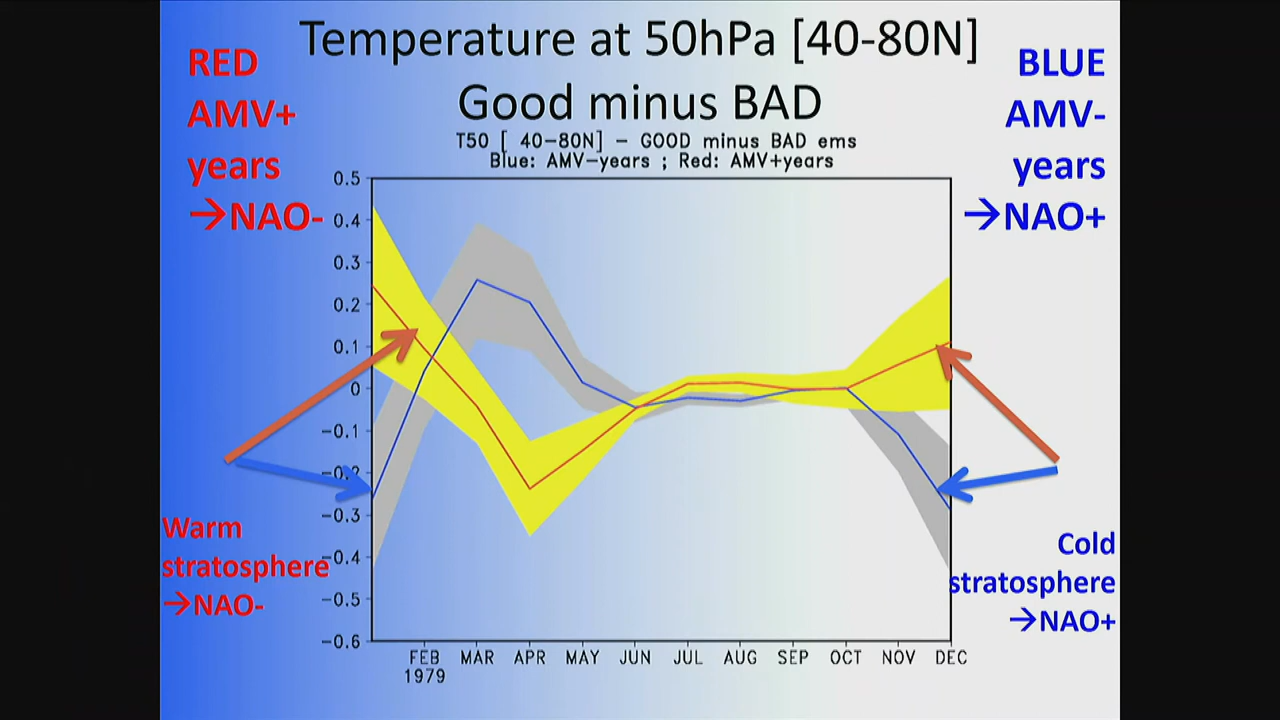 Temperature at 50hPa [40-80N]
Good minus BAD
RED
AMV+
years
→NAO-
BLUE
AMV-
years
→NAO+
T50 [ 40-80N] - GOOD minus BAD ems
Blue: AMV-years ; Red: AMV+years
0.5
0.4
0.3
0.2
0.1
0
-0.1
-0.2
-0.3
-0.4
-0.5
-0.6
Warm
stratosphere
→NAO-
Cold
stratosphere
→NAO+
FEB MAR APR MAY JUN JUL AUG SEP OCT NOV DEC
1979